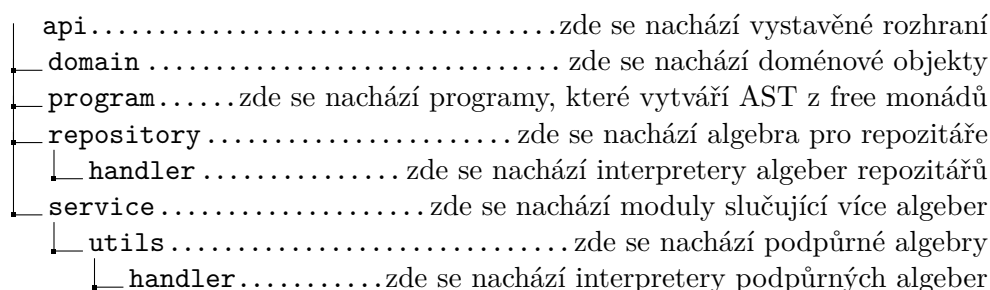 api..................................zde se nachází vystavěné rozhraní
domain ............................... zde se nachází doménové objekty
program......zde se nachází programy, které vytváří AST z free monádů
repository.......................zde se nachází algebra pro repozitáře
handler ............... zde se nachází interpretery algeber repozitářů
service.....................zde se nachází moduly slučující více algeber
utils..............................zde se nachází podpůrné algebry
handler...........zde se nachází interpretery podpůrných algeber